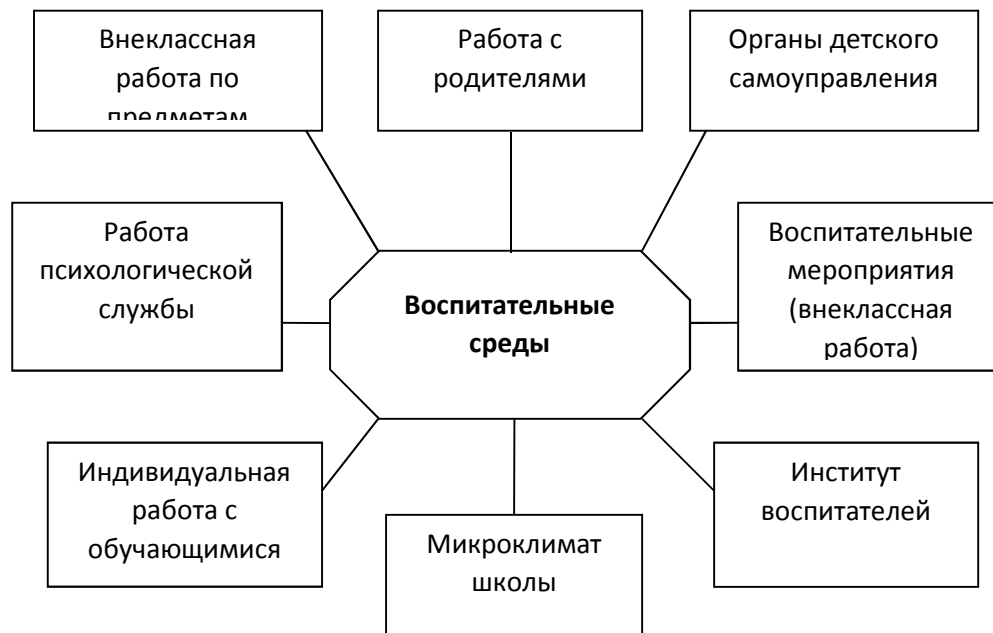 Внеклассная
работа по
предметам
Работа с
родителями
Органы детского
самоуправления
Работа
психологической
службы
Воспитательные
среды
Воспитательные
мероприятия
(внеклассная
работа)
Индивидуальная
работа с
обучающимися
Микроклимат
школы
Институт
воспитателей